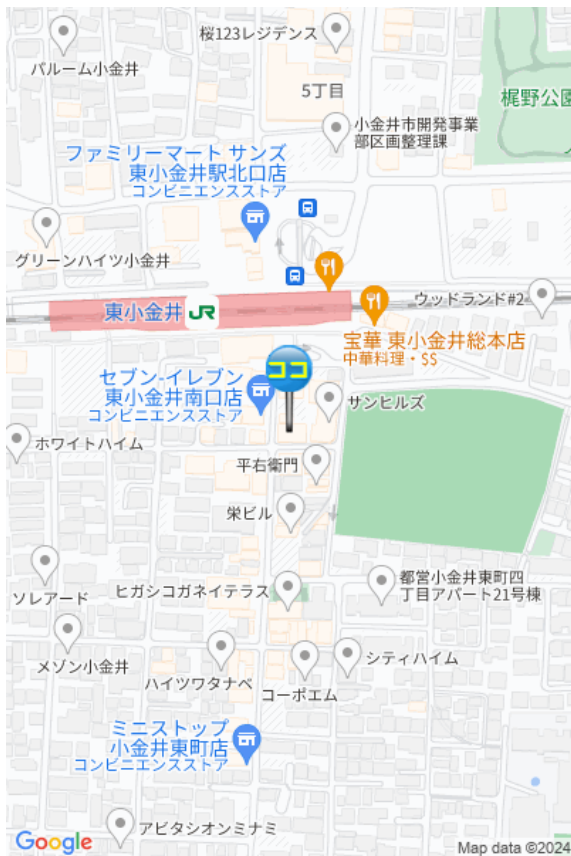 桜123レジデンス
パルーム小金井
5丁目
梶野公園
小金井市開発事業
部区画整理課
ファミリーマート サンズ
東小金井駅北口店
コンビニエンスストア
グリーンハイツ小金井
ウッドランド#2
東小金井
JR
宝華 東小金井総本店
中華料理・$$
ココ
セブン-イレブン
東小金井南口店
コンビニエンスストア
サンヒルズ
ホワイトハイム
平右衛門
栄ビル
ソレアード
ヒガシコガネイテラス
都営小金井東町四
丁目アパート21号棟
メゾン小金井
ハイツワタナベ
シティハイム
コーポエム
ミニストップ
小金井東町店
コンビニエンスストア
アビタシオンミナミ
Google
Map data ©2024